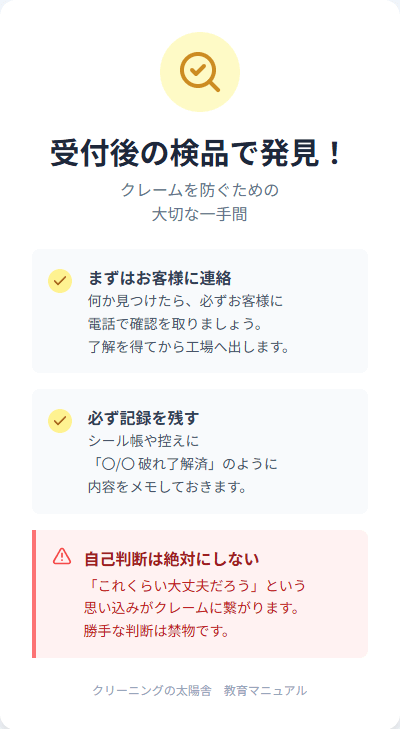 受付後の検品で発見！
クレームを防ぐための
大切な一手間
まずはお客様に連絡
何か見つけたら、必ずお客様に
電話で確認を取りましょう。
了解を得てから工場へ出します。
必ず記録を残す
シール帳や控えに
「〇/〇 破れ了解済」のように
内容をメモしておきます。
自己判断は絶対にしない
「これくらい大丈夫だろう」という
思い込みがクレームに繋がります。
勝手な判断は禁物です。
クリーニングの太陽舎　教育マニュアル